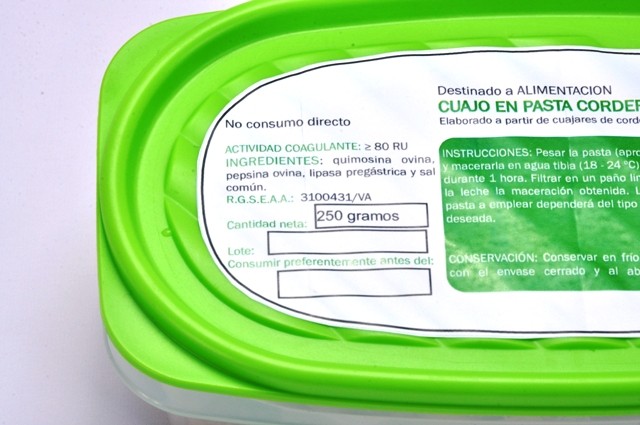 No consumo directo
ACTIVIDAD COAGULANTE: ≥ 80 RU
INGREDIENTES: quimosina ovina,
pepsina ovina, lipasa pregástrica y sal
común.
R.G.S.E.A.A.: 3100431/VA
Cantidad neta: 250 gramos
Lote:
Consumir preferentemente antes del:
Destinado a ALIMENTACION
CUAJO EN PASTA CORDER
Elaborado a partir de cuajares de corde
INSTRUCCIONES: Pesar la pasta (apro
y macerarla en agua tibia (18 - 24 ºC)
durante 1 hora. Filtrar en un paño lim
la leche la maceración obtenida. L
pasta a emplear dependerá del tipo
deseada.
CONSERVACIÓN: Conservar en frío
con el envase cerrado y al ab